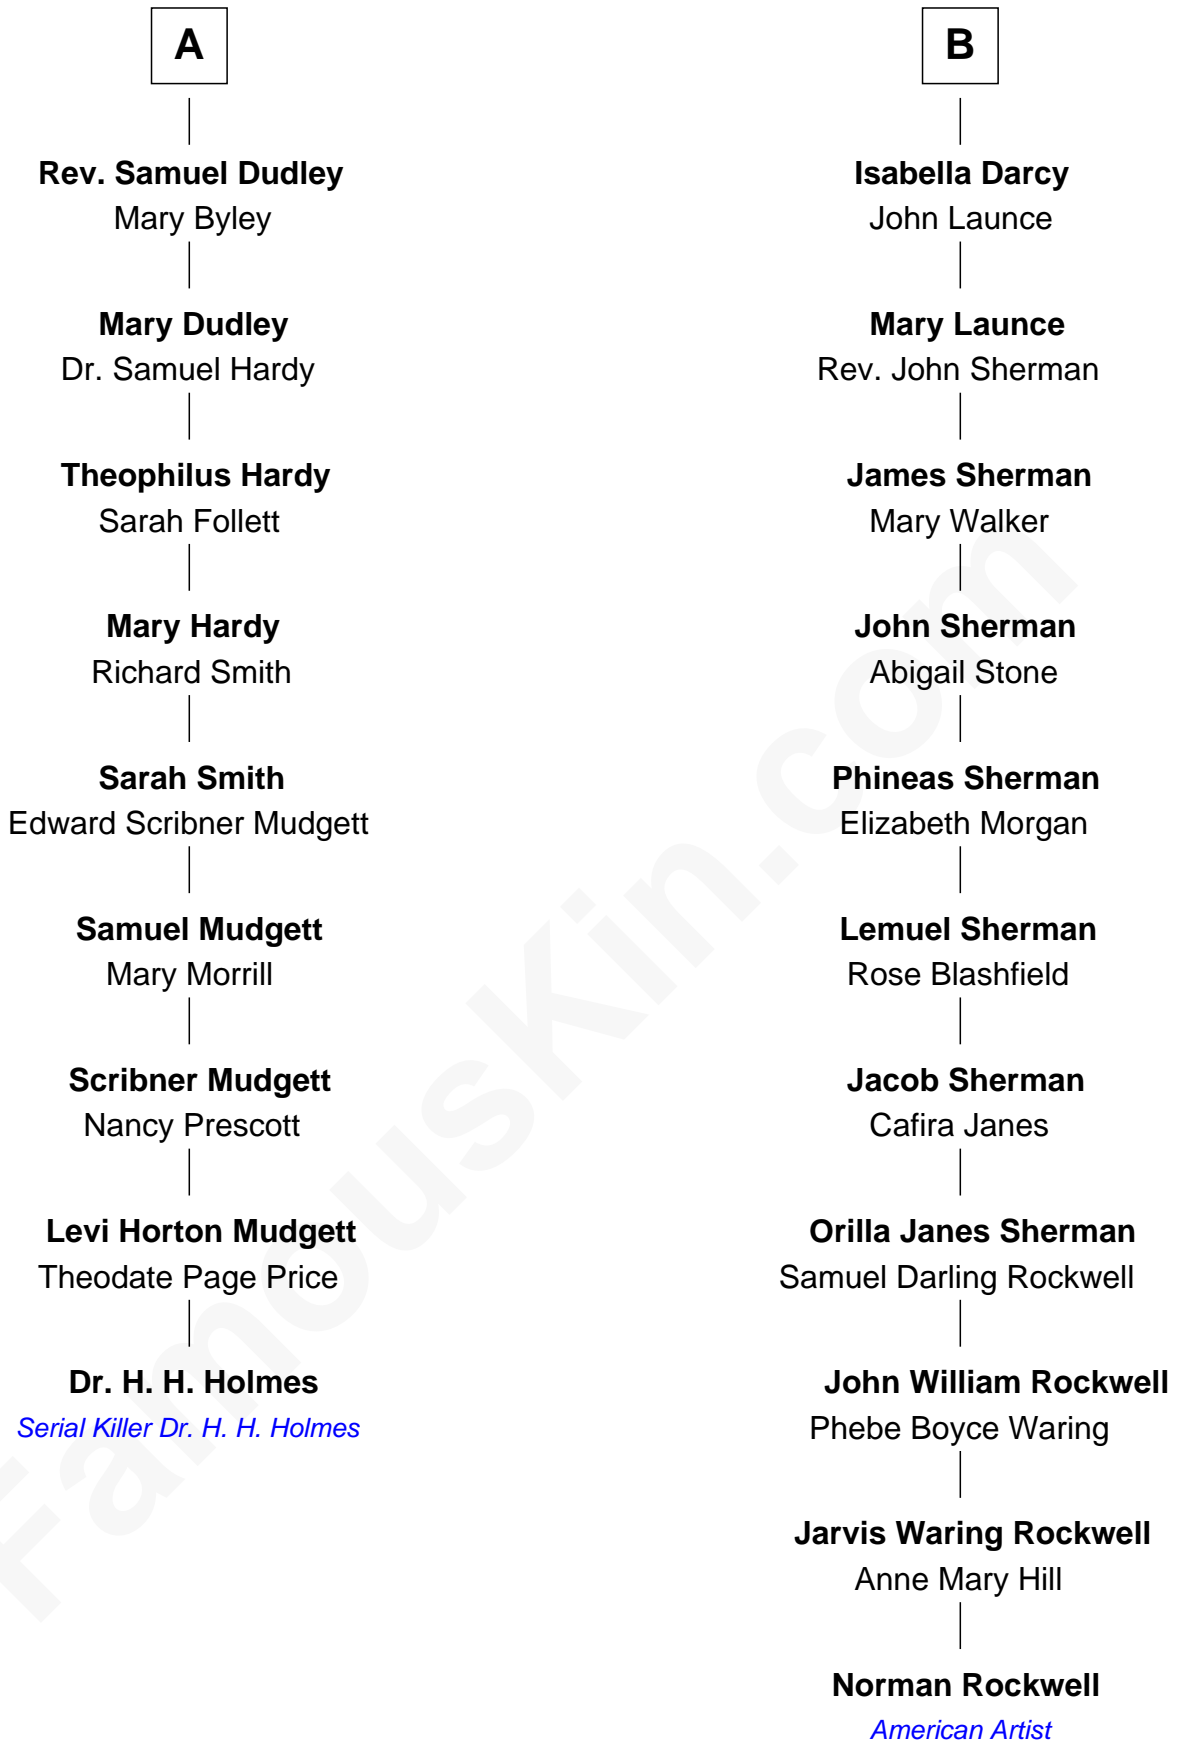 A
Rev. Samuel Dudley
Mary Byley
Mary Dudley
Dr. Samuel Hardy
Theophilus Hardy
Sarah Follett
Mary Hardy
Richard Smith
Sarah Smith
Edward Scribner Mudgett
Samuel Mudgett
Mary Morrill
Scribner Mudgett
Nancy Prescott
Levi Horton Mudgett
Theodate Page Price
Dr. H. H. Holmes
Serial Killer Dr. H. H. Holmes
B
Isabella Darcy
John Launce
Mary Launce
Rev. John Sherman
James Sherman
Mary Walker
John Sherman
Abigail Stone
Phineas Sherman
Elizabeth Morgan
Lemuel Sherman
Rose Blashfield
Jacob Sherman
Cafira Janes
Orilla Janes Sherman
Samuel Darling Rockwell
John William Rockwell
Phebe Boyce Waring
Jarvis Waring Rockwell
Anne Mary Hill
Norman Rockwell
American Artist
FamousKin.com